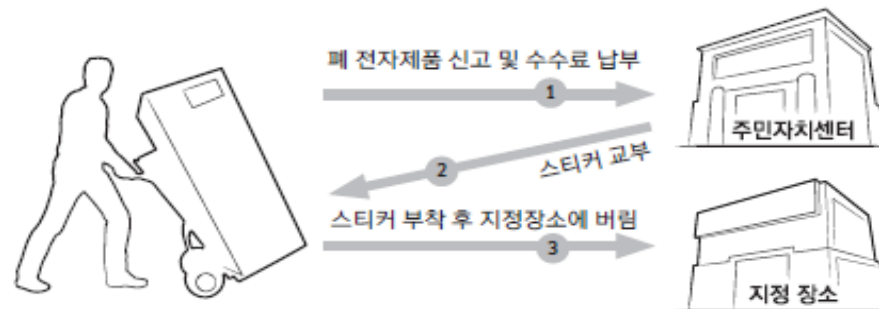 폐 전자제품 신고 및 수수료 납부
1
주민자치센터
2
스티커 교부
스티커 부착 후 지정장소에 버림
3
지정 장소